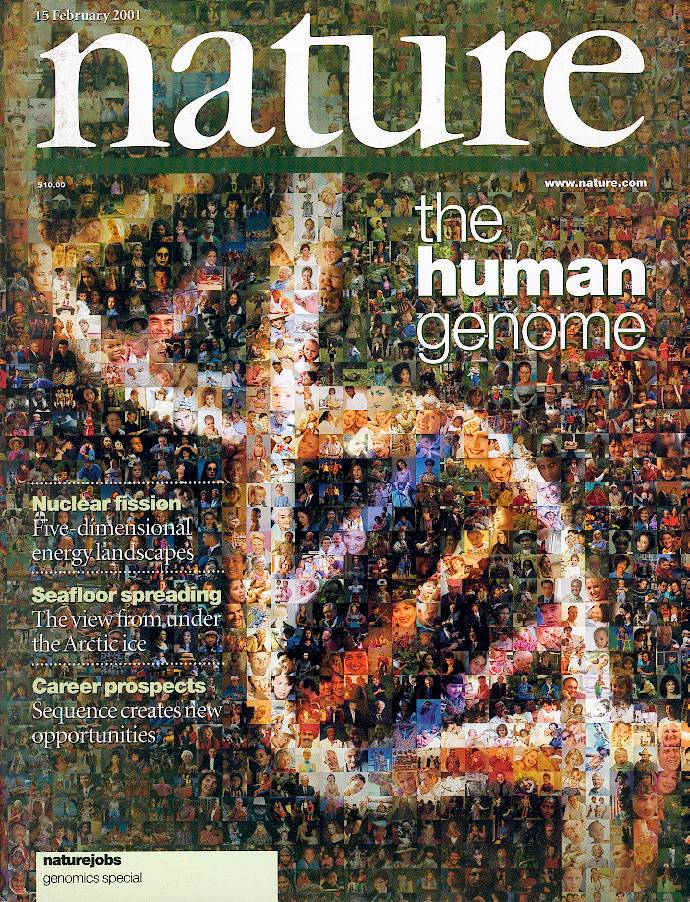 15 February 2001
nature
$10.00
www.nature.com
the
human
genome
Nuclear fission
Five-dimensional
energy landscapes
Seafloor spreading
The view from under
the Arctic ice
Career prospects
Sequence creates new
opportunities
naturejobs
genomics special